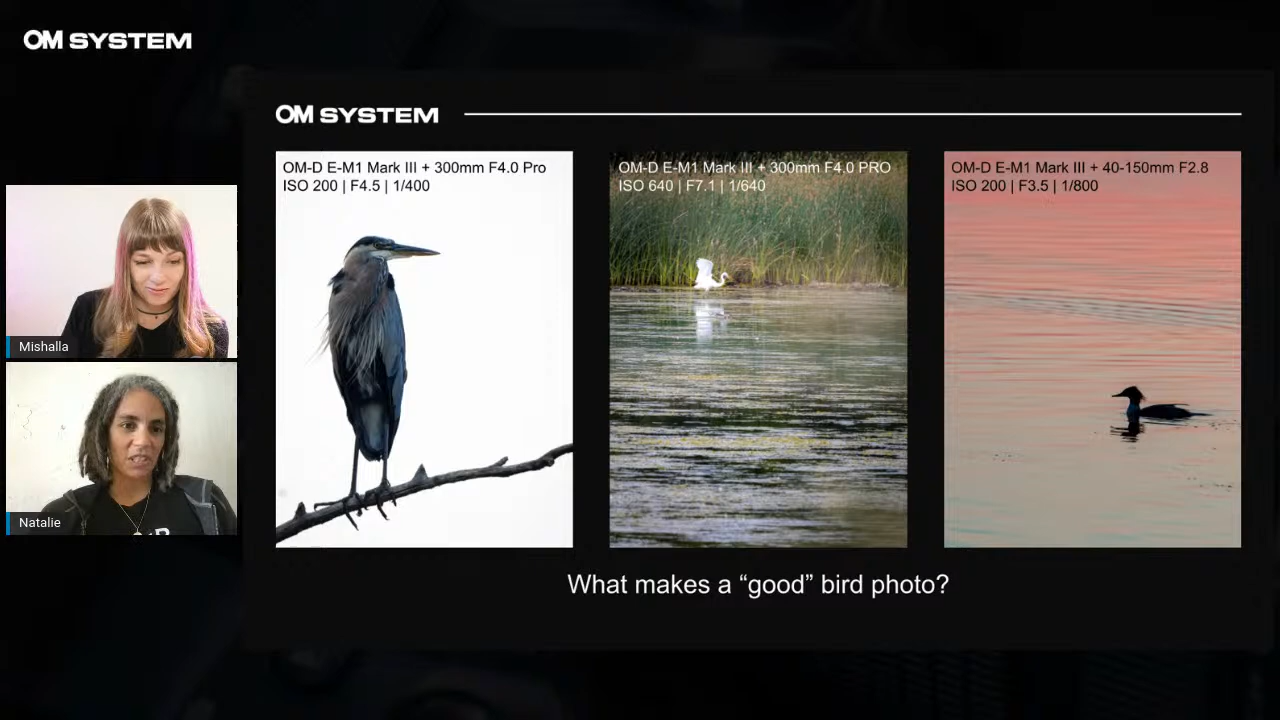 OM SYSTEM
OM SYSTEM
OM-D E-M1 Mark III + 300mm F4.0 Pro
ISO 200 | F4.5 | 1/400
OM-D E-M1 Mark III + 300mm F4.0 PRO
ISO 640 | F7.1 | 1/640
OM-D E-M1 Mark III + 40-150mm F2.8
ISO 200 | F3.5 | 1/800
Mishalla
Natalie
What makes a “good” bird photo?